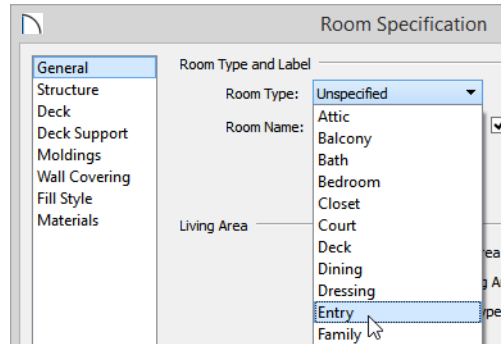 Room Specification
General
Structure
Deck
Deck Support
Moldings
Wall Covering
Fill Style
Materials
Room Type and Label
Room Type: Unspecified
Room Name:
Attic
Balcony
Bath
Bedroom
Closet
Court
Deck
Dining
Dressing
Entry
Family
Living Area